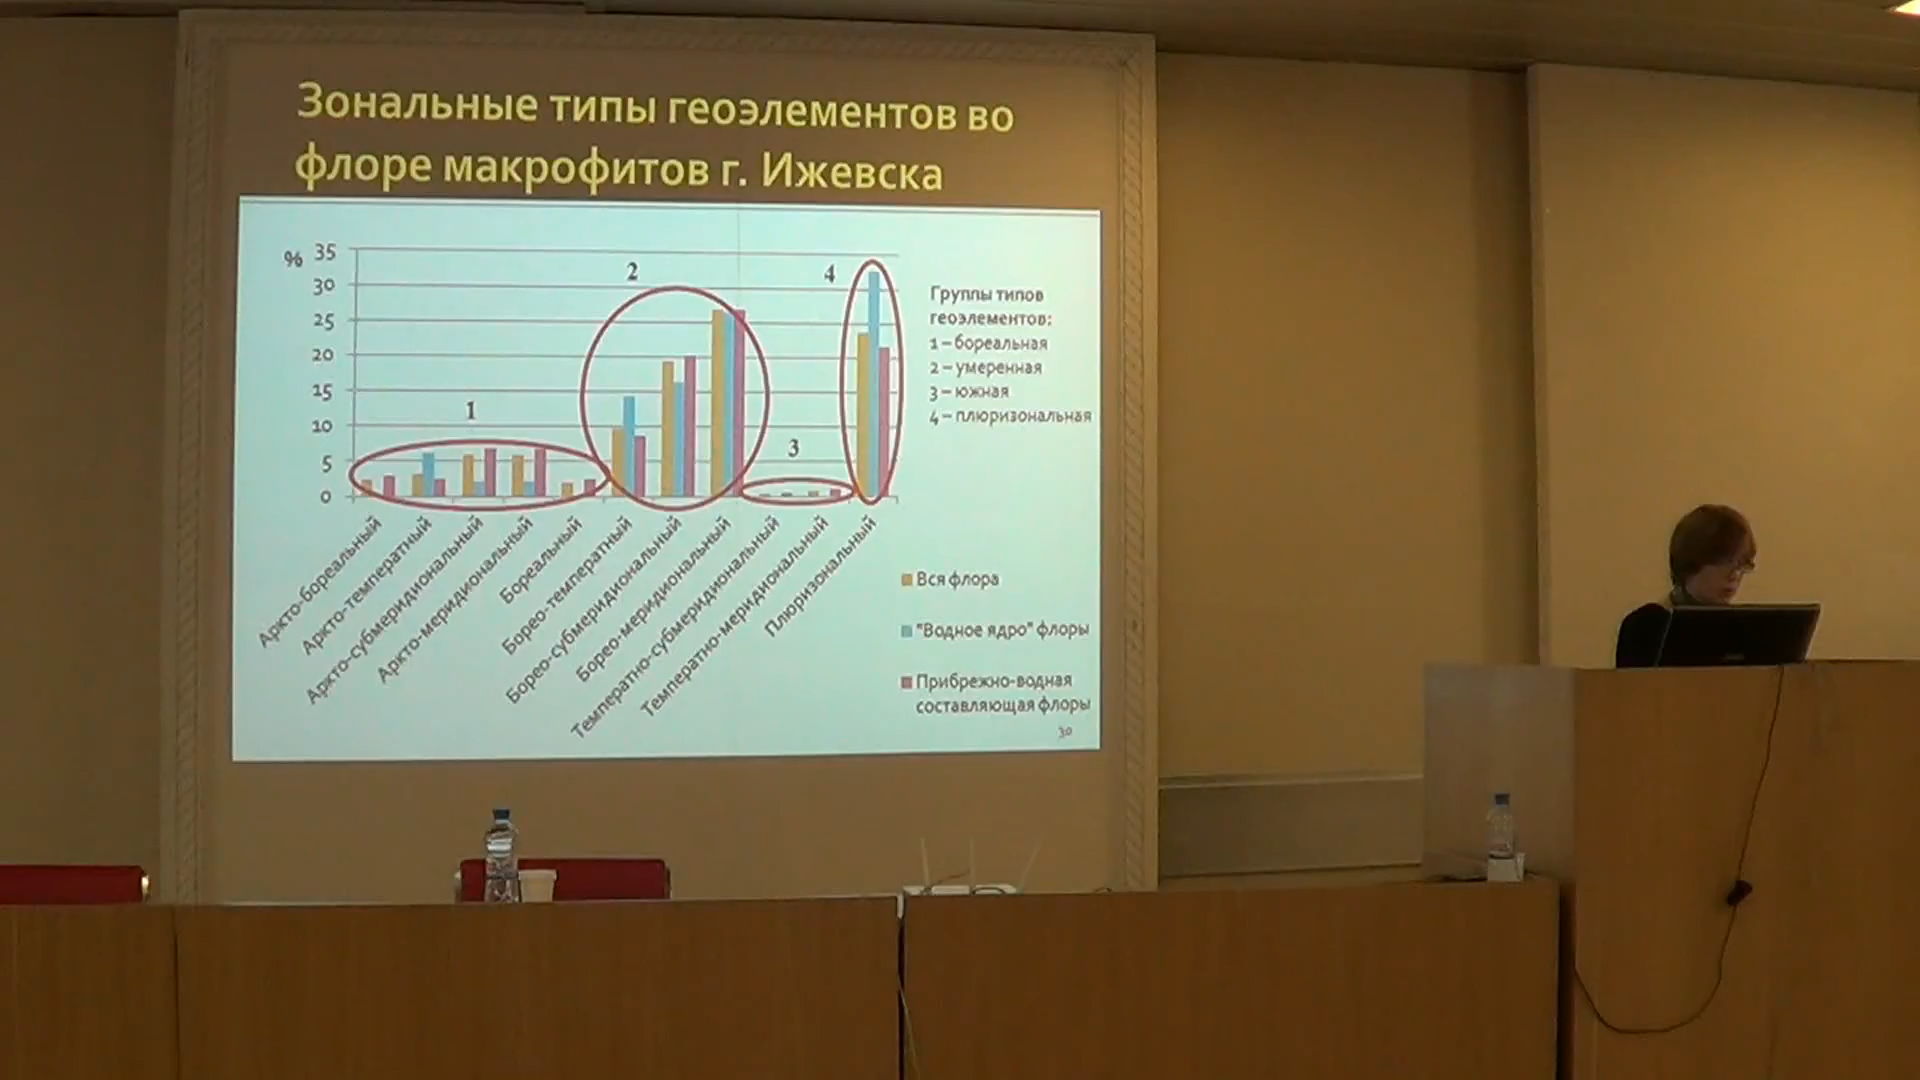 Зональные типы геоэлементов во
флоре макрофитов г. Ижевска
%
35
30
25
20
15
10
5
0
1
2
3
4
Аркто-бореальный
Аркто-температный
Аркто-субмеридиональный
Аркто-меридиональный
Бореальный
Борео-температный
Борео-субмеридиональный
Борео-меридиональный
Температно-субмеридиональный
Температно-меридиональный
Плюризональный
Группы типов
геоэлементов:
1 – бореальная
2 – умеренная
3 – южная
4 – плюризональная
Вся флора
"Водное ядро" флоры
Прибрежно-водная
составляющая флоры
30